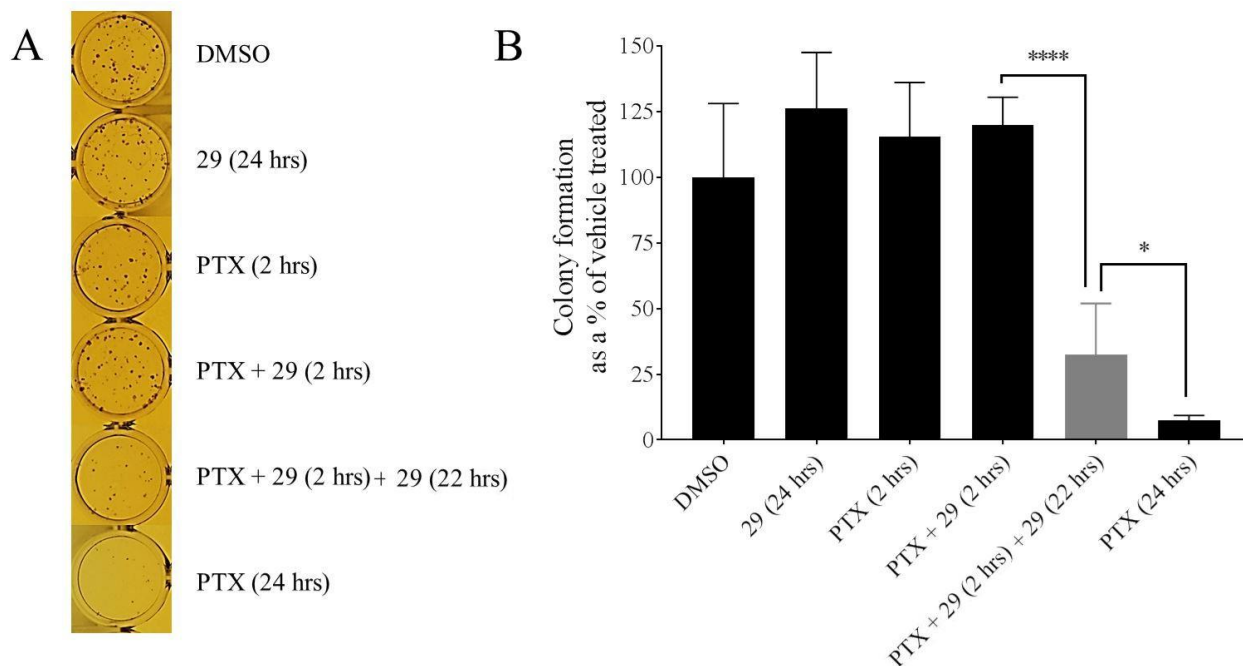 A
DMSO
29 (24 hrs)
PTX (2 hrs)
PTX + 29 (2 hrs)
PTX + 29 (2 hrs) + 29 (22 hrs)
PTX (24 hrs)
B
Colony formation
as a % of vehicle treated
150
125
100
75
50
25
0
****
*
DMSO
29 (24 hrs)
PTX (2 hrs)
PTX + 29 (2 hrs)
PTX + 29 (2 hrs) + 29 (22 hrs)
PTX (24 hrs)